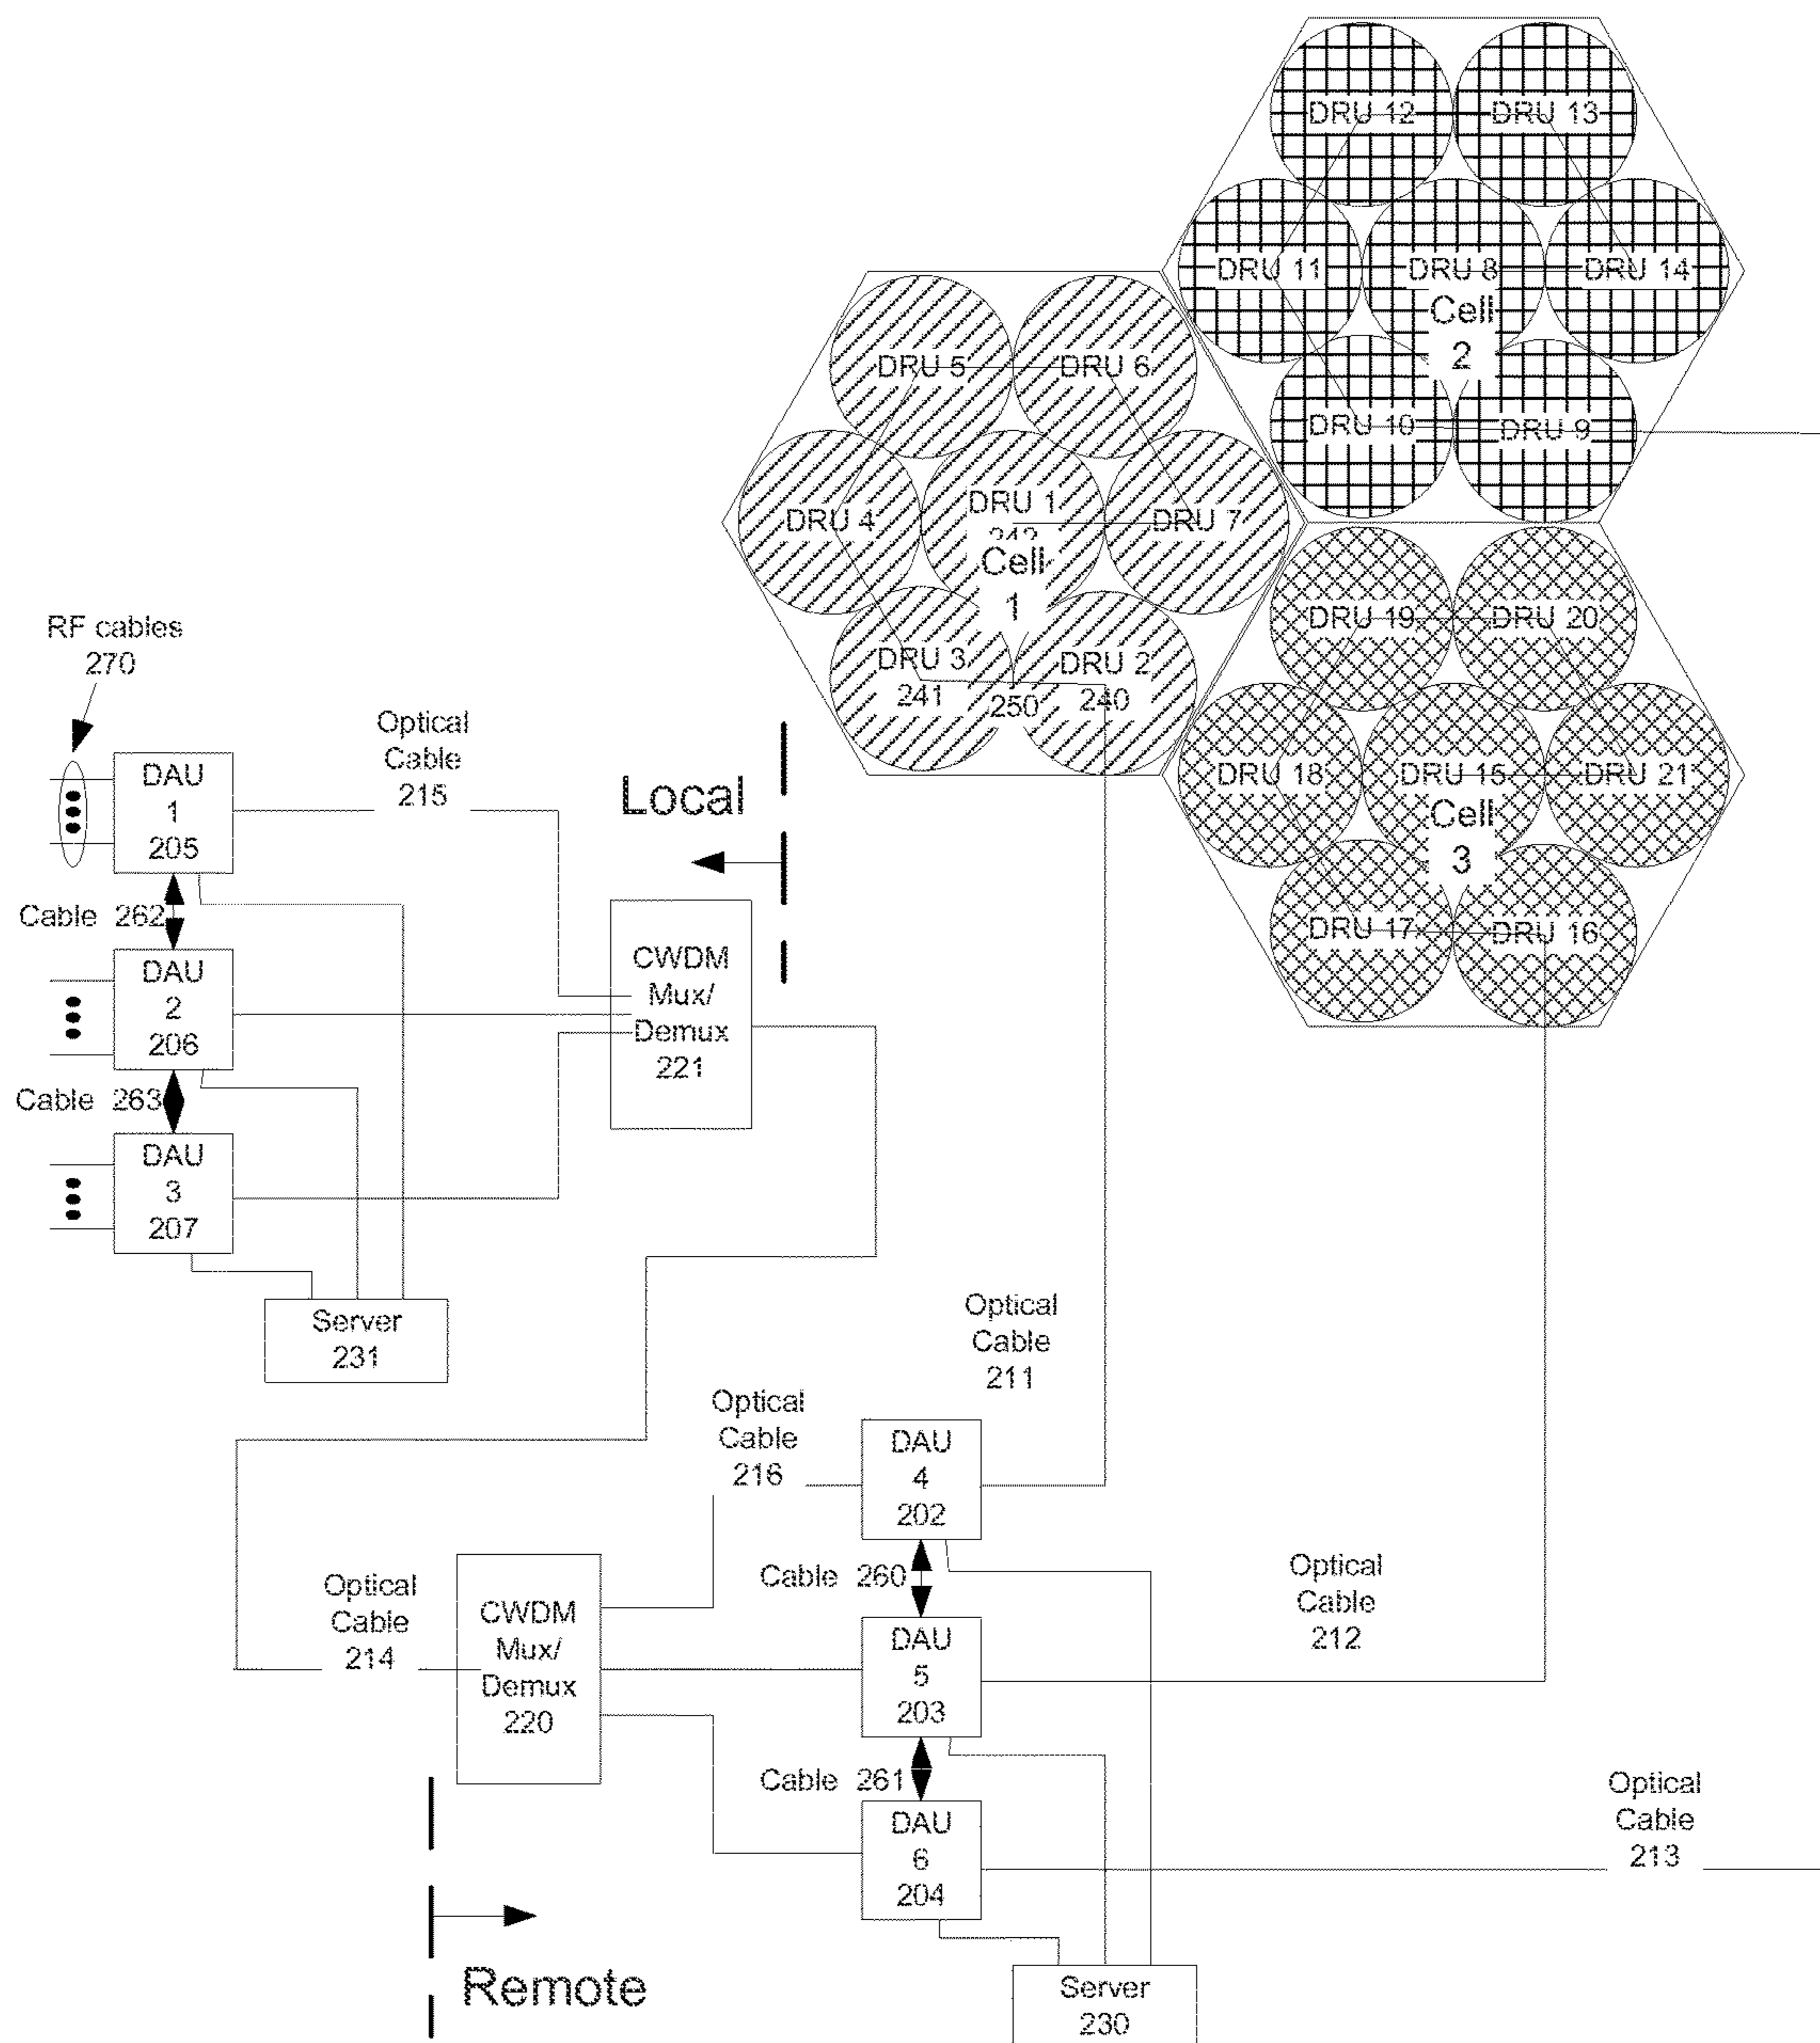 DRU 12
DRU 13
DRU 11
DRU 8
DRU 14
Cell
2
DRU 10
DRU 9
DRU 5
DRU 6
DRU 4
DRU 1
242
DRU 7
Cell
1
DRU 3
241
250
DRU 2
240
DRU 19
DRU 20
DRU 18
DRU 15
DRU 21
Cell
3
DRU 17
DRU 16
RF cables
270
Optical
Cable
215
Local
DAU
1
205
Cable 262
DAU
2
206
Cable 263
DAU
3
207
CWDM
Mux/
Demux
221
Server
231
Optical
Cable
211
Optical
Cable
216
DAU
4
202
Cable 260
Optical
Cable
212
Optical
Cable
214
CWDM
Mux/
Demux
220
DAU
5
203
Cable 261
DAU
6
204
Optical
Cable
213
Remote
Server
230